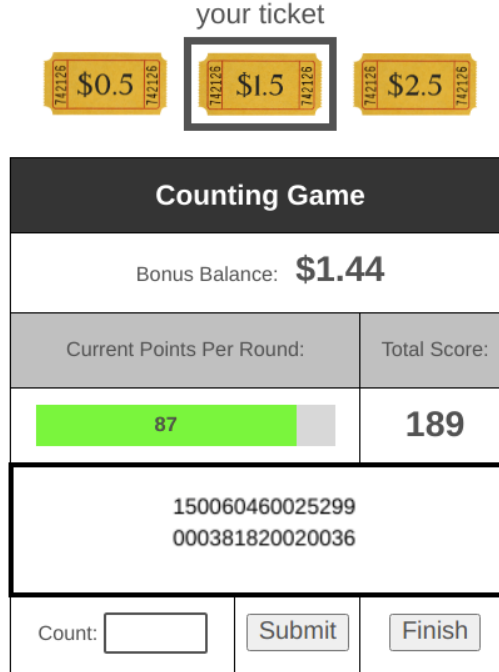 your ticket
742126 $0.5 742126 742126 $1.5 742126 742126 $2.5 742126
Counting Game
Bonus Balance: $1.44
Current Points Per Round: Total Score:
87 189
150060460025299
000381820020036
Count: Submit Finish